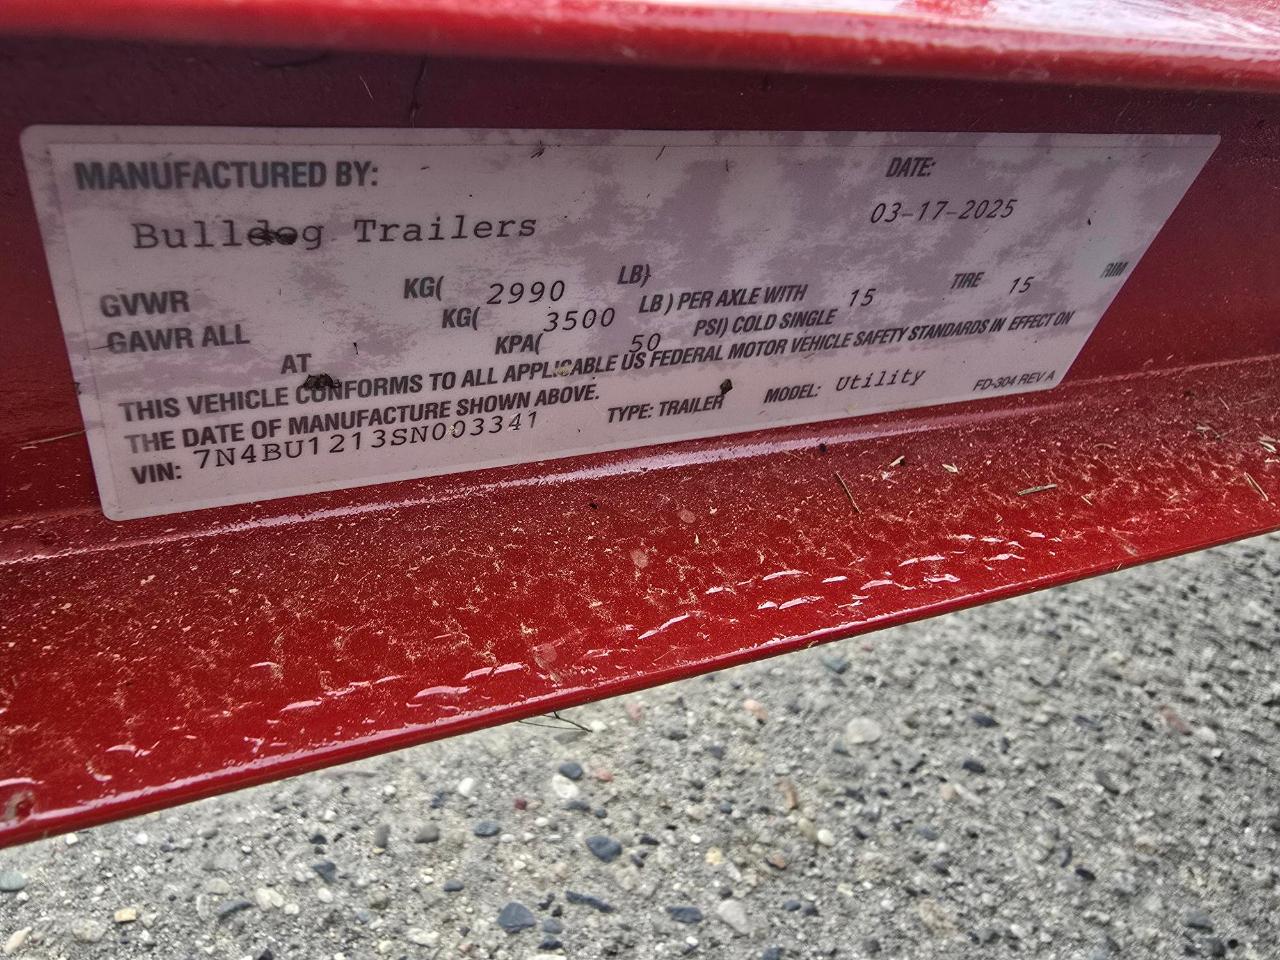 MANUFACTURED BY: DATE:
Bulldog Trailers 03-17-2025
GVWR KG( 2990 LB)
GAWR ALL KG( 3500 LB) PER AXLE WITH 15 TIRE 15 RIM
AT KPA( 50 PSI) COLD SINGLE
THIS VEHICLE CONFORMS TO ALL APPLICABLE US FEDERAL MOTOR VEHICLE SAFETY STANDARDS IN EFFECT ON
THE DATE OF MANUFACTURE SHOWN ABOVE.
VIN: 7N4BU1213SN003341 TYPE: TRAILER MODEL: Utility FD-304 REV A